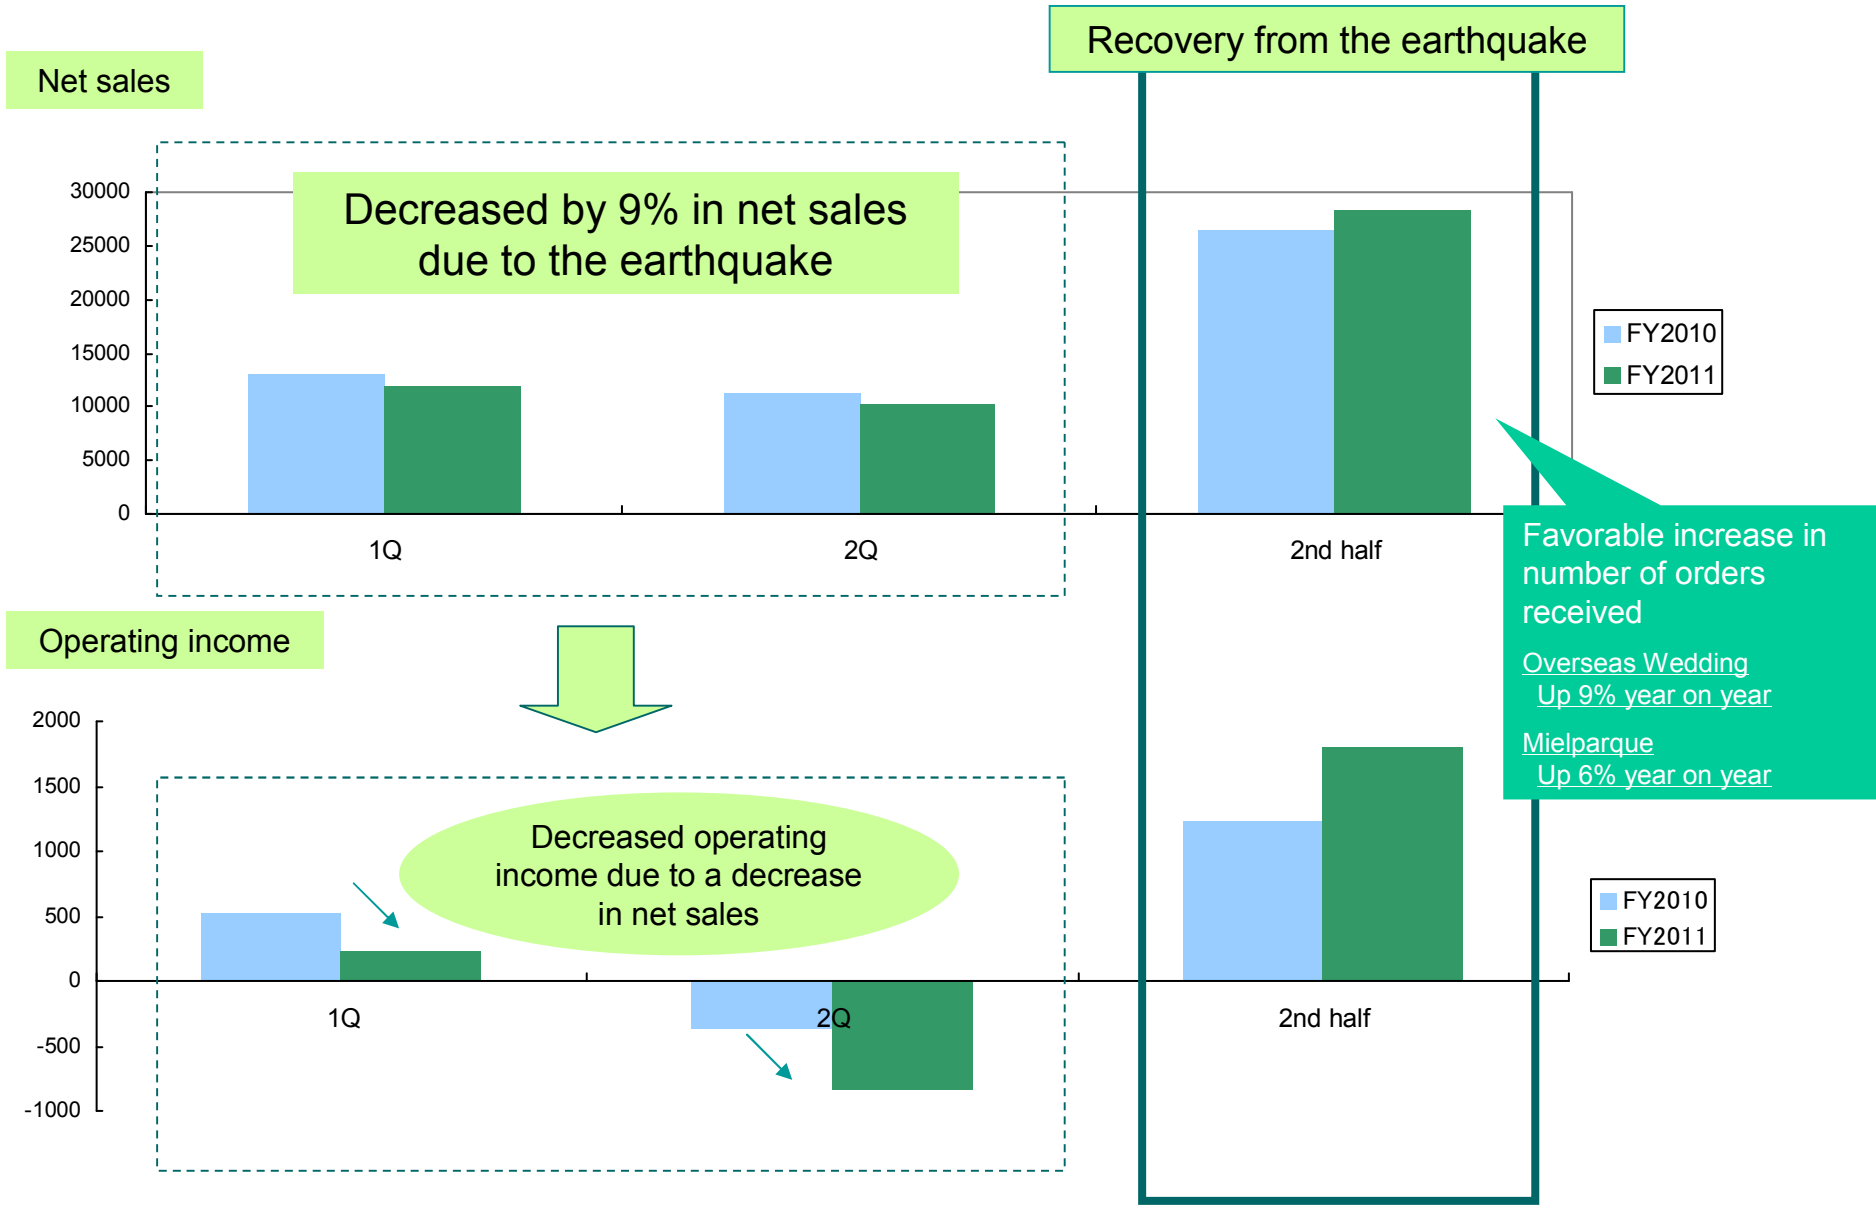 Recovery from the earthquake
Net sales
Decreased by 9% in net sales
due to the earthquake
30000
25000
20000
15000
10000
5000
0
1Q
2Q
2nd half
FY2010
FY2011
Favorable increase in
number of orders
received
Overseas Wedding
Up 9% year on year
Mielparque
Up 6% year on year
Operating income
2000
1500
1000
500
0
-500
-1000
Decreased operating
income due to a decrease
in net sales
1Q
2Q
2nd half
FY2010
FY2011